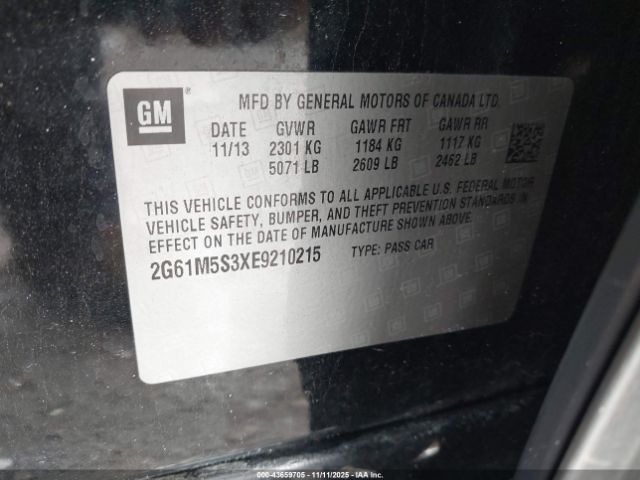 GM ®
MFD BY GENERAL MOTORS OF CANADA LTD.
DATE GVWR GAWR FRT GAWR RR
11/13 2301 KG 1184 KG 1117 KG
5071 LB 2609 LB 2462 LB
THIS VEHICLE CONFORMS TO ALL APPLICABLE U.S. FEDERAL MOTOR
VEHICLE SAFETY, BUMPER, AND THEFT PREVENTION STANDARDS IN
EFFECT ON THE DATE OF MANUFACTURE SHOWN ABOVE.
2G61M5S3XE9210215 TYPE: PASS CAR
000-43659705 - 11/11/2025 - IAAI.COM